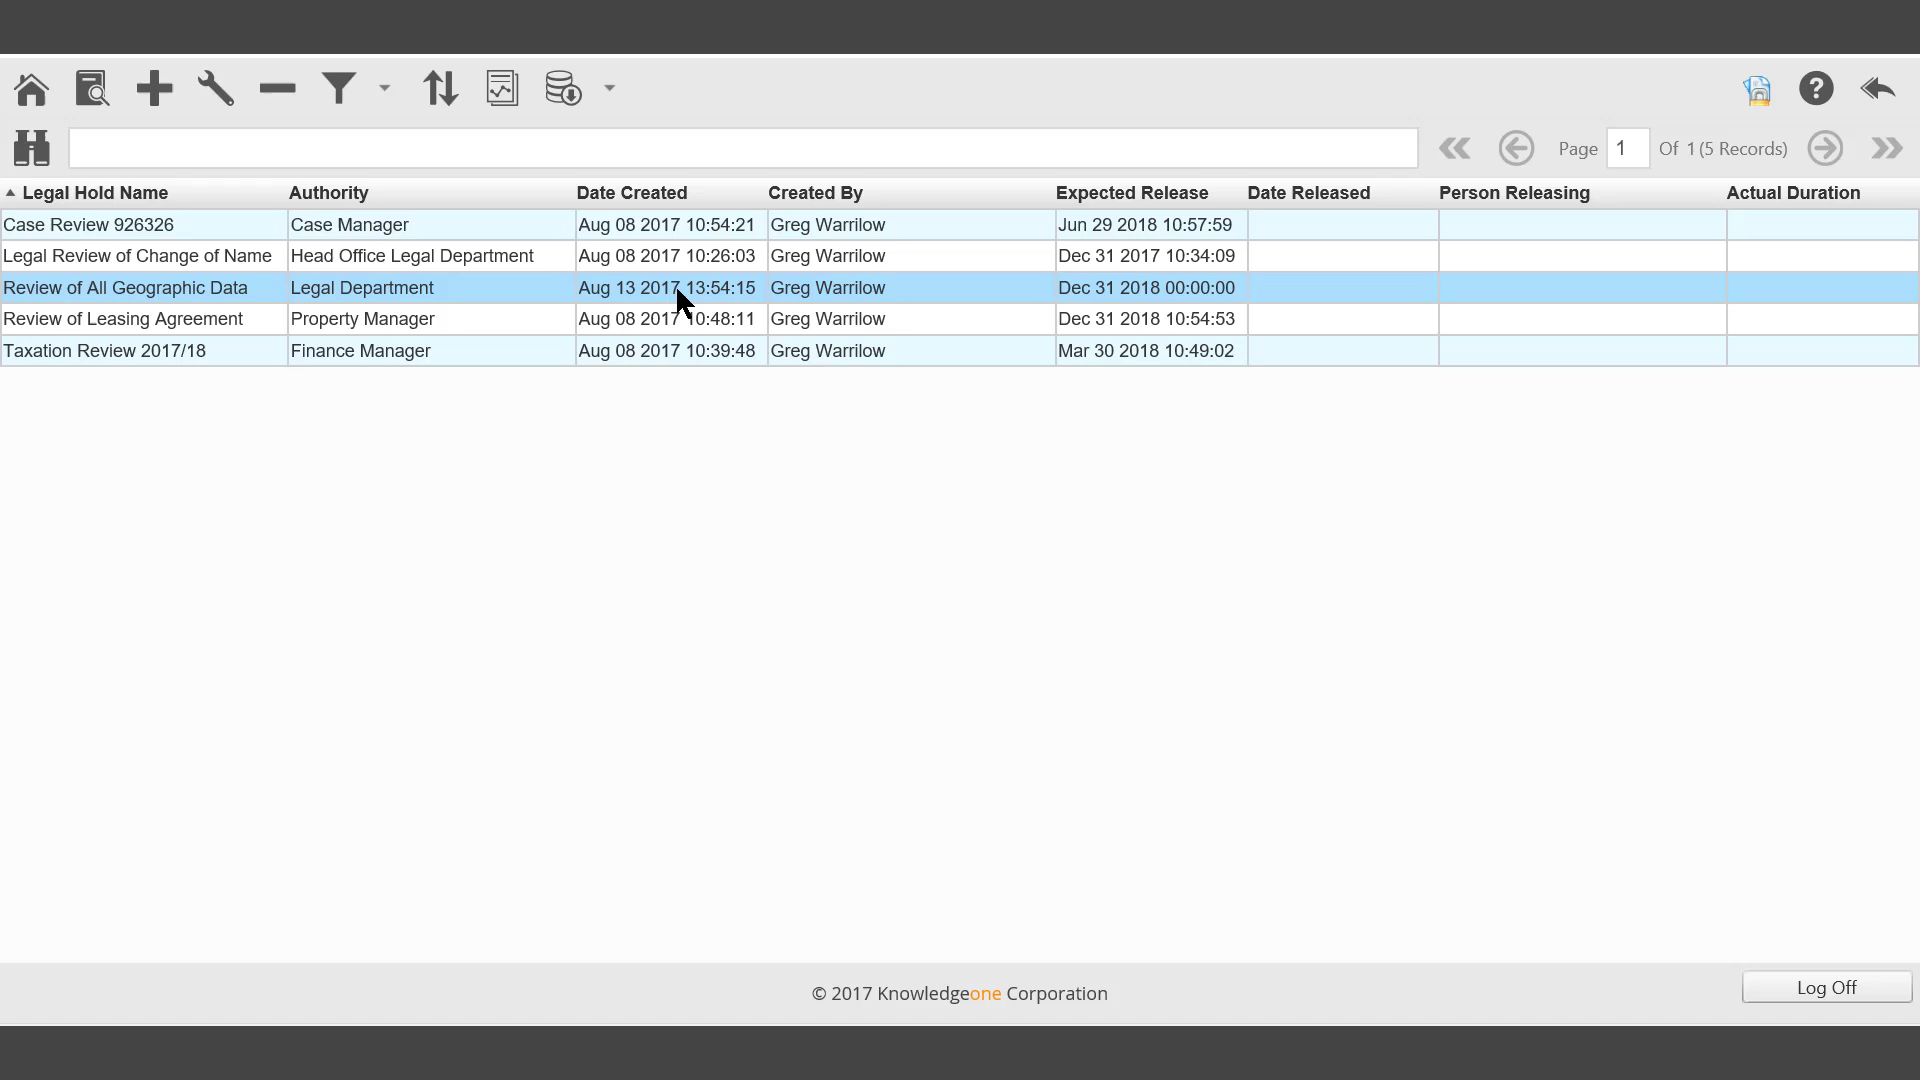 Page 1 Of 1 (5 Records)
Legal Hold Name Authority Date Created Created By Expected Release Date Released Person Releasing Actual Duration
Case Review 926326 Case Manager Aug 08 2017 10:54:21 Greg Warrilow Jun 29 2018 10:57:59
Legal Review of Change of Name Head Office Legal Department Aug 08 2017 10:26:03 Greg Warrilow Dec 31 2017 10:34:09
Review of All Geographic Data Legal Department Aug 13 2017 13:54:15 Greg Warrilow Dec 31 2018 00:00:00
Review of Leasing Agreement Property Manager Aug 08 2017 10:48:11 Greg Warrilow Dec 31 2018 10:54:53
Taxation Review 2017/18 Finance Manager Aug 08 2017 10:39:48 Greg Warrilow Mar 30 2018 10:49:02
© 2017 Knowledgeone Corporation
Log Off